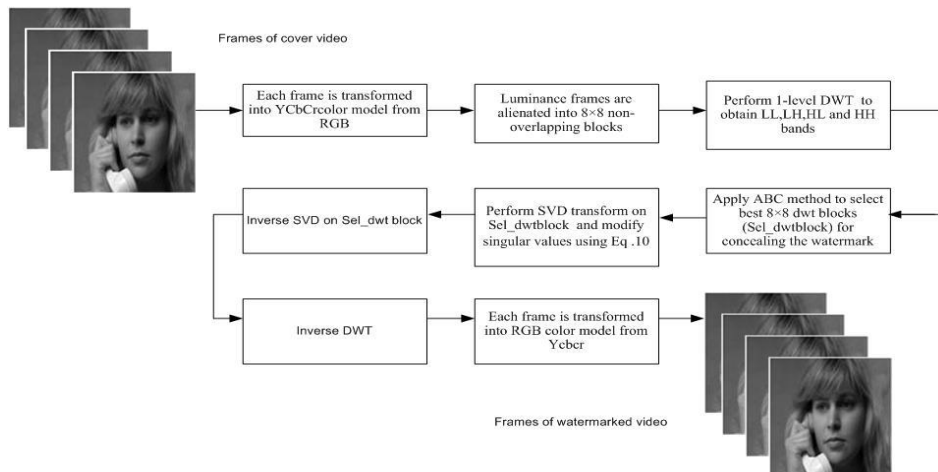 Frames of cover video
Each frame is transformed
into YCbCrcolor model from
RGB
Luminance frames are
alienated into 8×8 non-
overlapping blocks
Perform 1-level DWT to
obtain LL,LH,HL and HH
bands
Apply ABC method to select
best 8×8 dwt blocks
(Sel_dwtblock) for
concealing the watermark
Perform SVD transform on
Sel_dwtblock and modify
singular values using Eq .10
Inverse SVD on Sel_dwt block
Inverse DWT
Each frame is transformed
into RGB color model from
Ycbcr
Frames of watermarked video